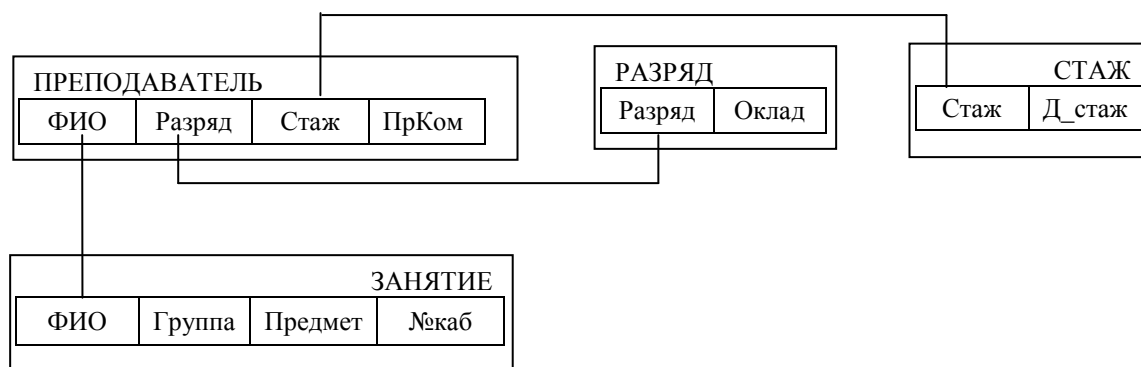 ПРЕПОДАВАТЕЛЬ
ФИО Разряд Стаж ПрКом
РАЗРЯД
Разряд Оклад
СТАЖ
Стаж Д_стаж
ЗАНЯТИЕ
ФИО Группа Предмет №каб